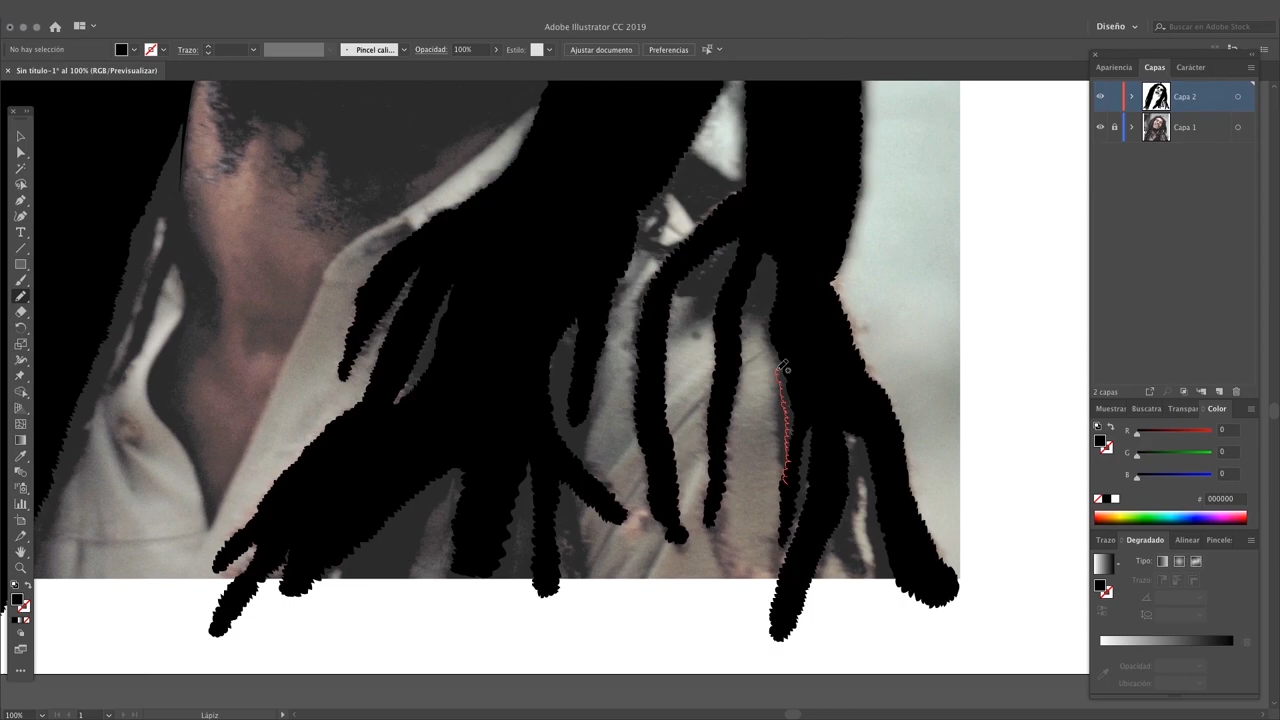 Adobe Illustrator CC 2019
Diseño
Buscar en Adobe Stock
No hay selección
Trazo:
Pincel cali...
Opacidad:
100%
Estilo:
Ajustar documento
Preferencias
Sin título-1* al 100% (RGB/Previsualizar)
Apariencia
Capas
Carácter
Capa 2
Capa 1
2 capas
Muestras
Buscatra
Transpa
Color
R
0
G
0
B
0
# 000000
Trazo
Degradado
Alinear
Pincele:
Tipo:
Trazo:
Opacidad
Ubicación:
100%
1
Lápiz